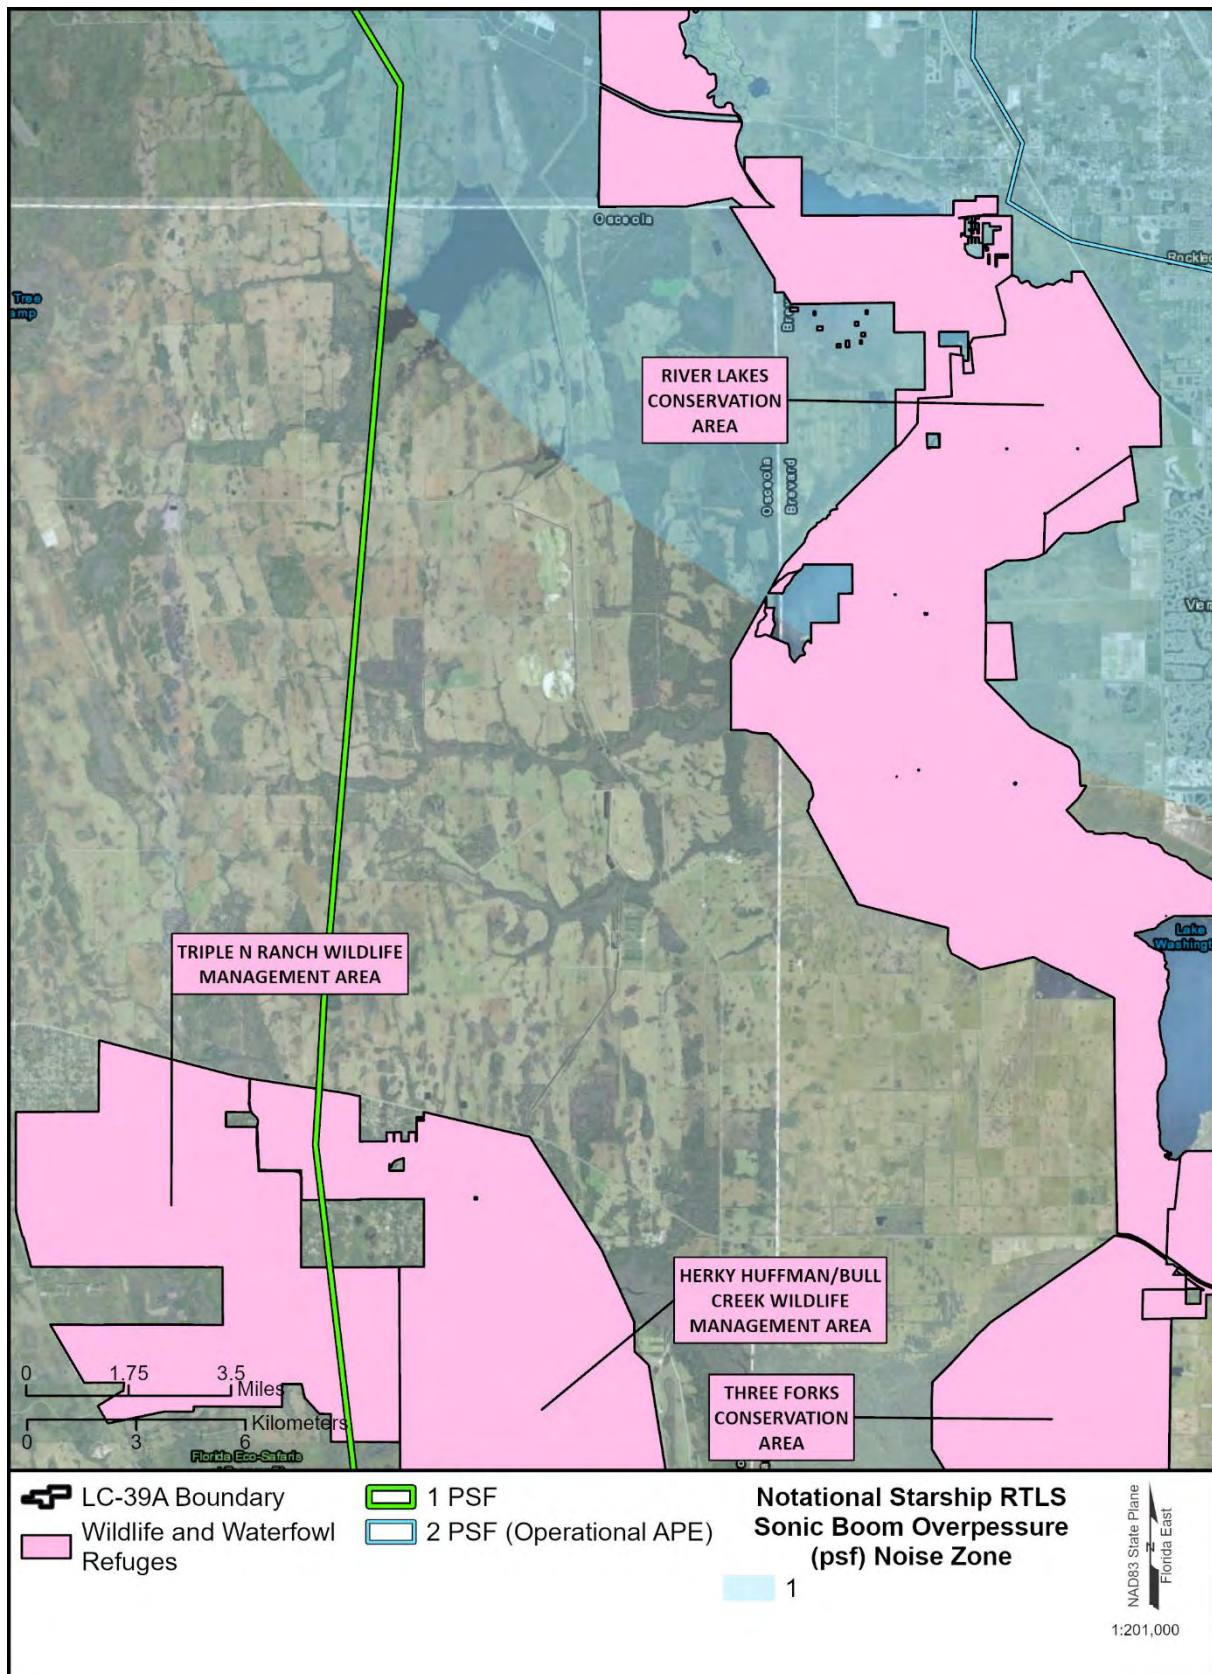 Osceola
Rockled
Tree
amp
Brev
RIVER LAKES
CONSERVATION
AREA
Osceola
Brevard
Vier
TRIPLE N RANCH WILDLIFE
MANAGEMENT AREA
Lake
Washingt
HERKY HUFFMAN/BULL
CREEK WILDLIFE
MANAGEMENT AREA
THREE FORKS
CONSERVATION
AREA
0 1.75 3.5
Miles
Kilometers
0 3 6
Florida Eco-Safaris
LC-39A Boundary
Wildlife and Waterfowl
Refuges
1 PSF
2 PSF (Operational APE)
Notational Starship RTLS
Sonic Boom Overpessure
(psf) Noise Zone
1
NAD83 State Plane
Florida East
N
1:201,000